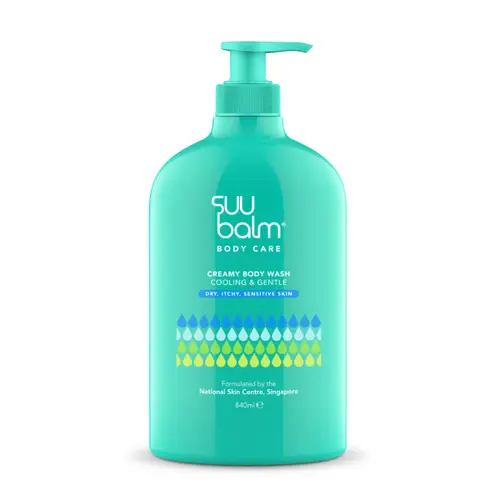 suu
balm®
BODY CARE
CREAMY BODY WASH
COOLING & GENTLE
DRY, ITCHY, SENSITIVE SKIN
Formulated by the
National Skin Centre, Singapore
840ml ℮